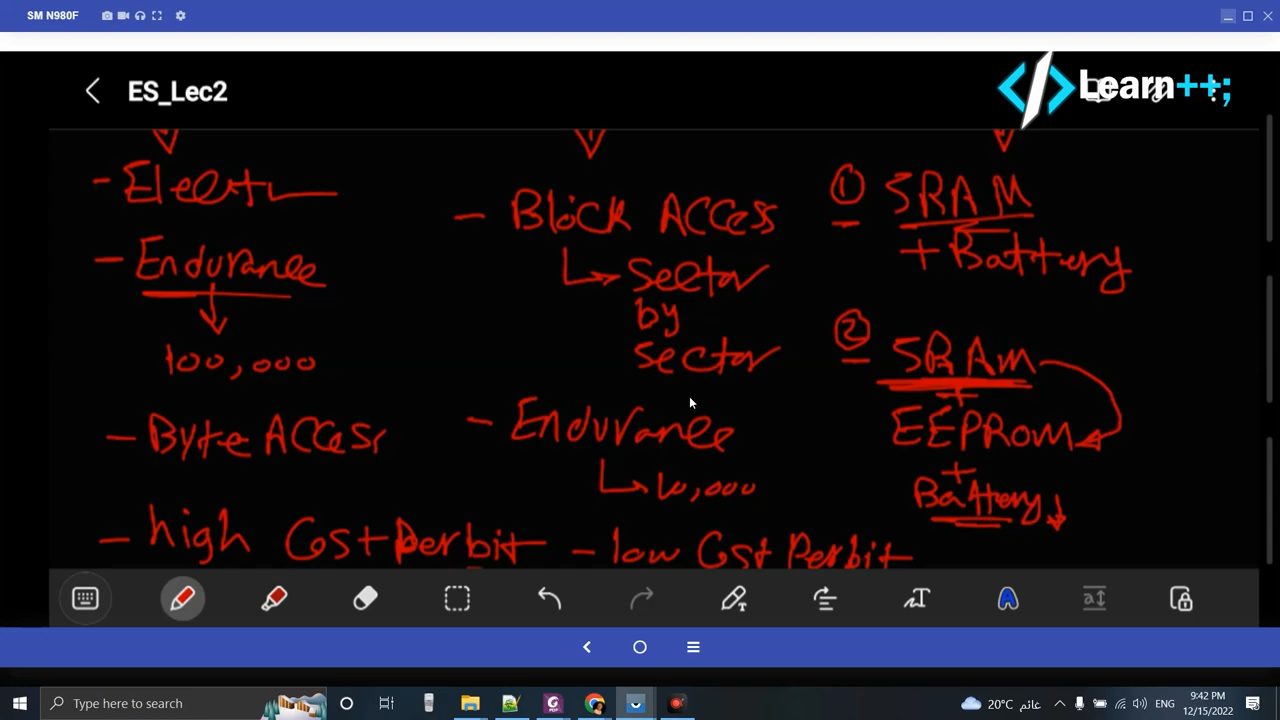 SM N980F
ES_Lec2
Learn++;
- Electr
- Endurance
100,000
- Byte Access
- high Cost Per bit
- Block Access
Sector
by
Sector
- Endurance
10,000
- low Cost Per bit
① SRAM
+ Battery
② SRAM
+
EEPROM
+
Battery
Type here to search
20°C غائم
ENG
9:42 PM
12/15/2022